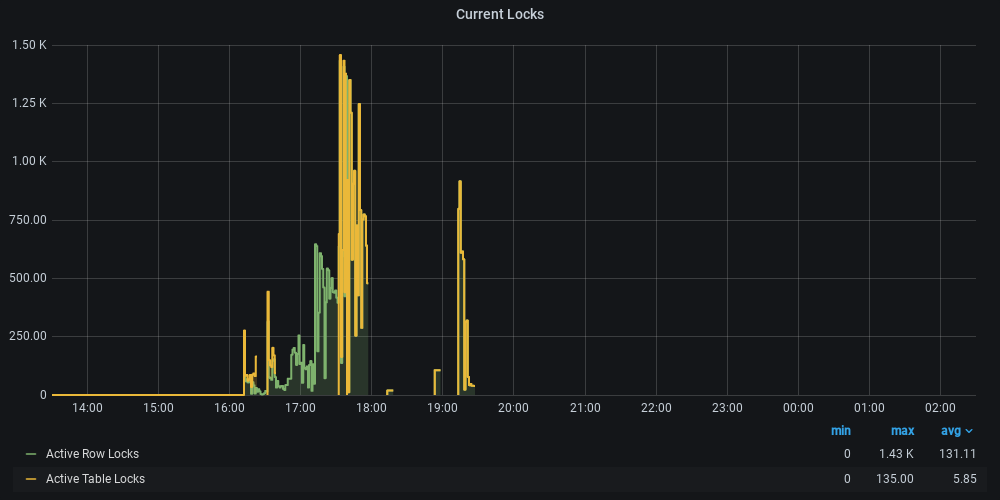 Current Locks
1.50 K
1.25 K
1.00 K
750.00
500.00
250.00
0
14:00 15:00 16:00 17:00 18:00 19:00 20:00 21:00 22:00 23:00 00:00 01:00 02:00
min max avg
Active Row Locks 0 1.43 K 131.11
Active Table Locks 0 135.00 5.85